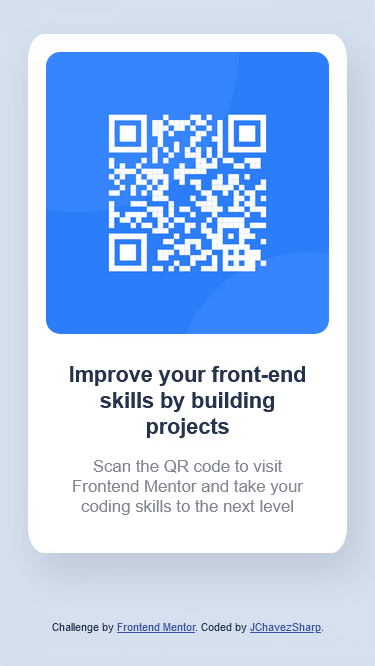 Improve your front-end
skills by building
projects
Scan the QR code to visit
Frontend Mentor and take your
coding skills to the next level
Challenge by Frontend Mentor. Coded by JChavezSharp.